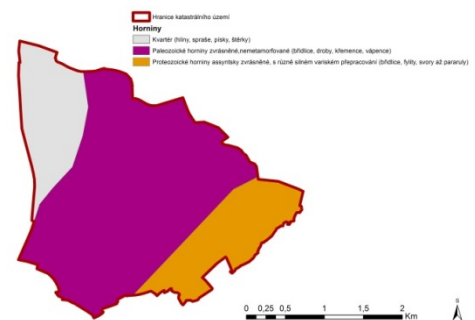 Hranice katastrálního území
Horniny
Kvartér (hlíny, spraše, písky, štěrky)
Paleozoické horniny zvrásněné,nemetamorfované (břidlice, droby, křemence, vápence)
Proterozoické horniny assyntsky zvrásněné, s různě silném variském přepracování (břidlice, fylity, svory až pararuly)
0 0,25 0,5 1 1,5 2
Km
S